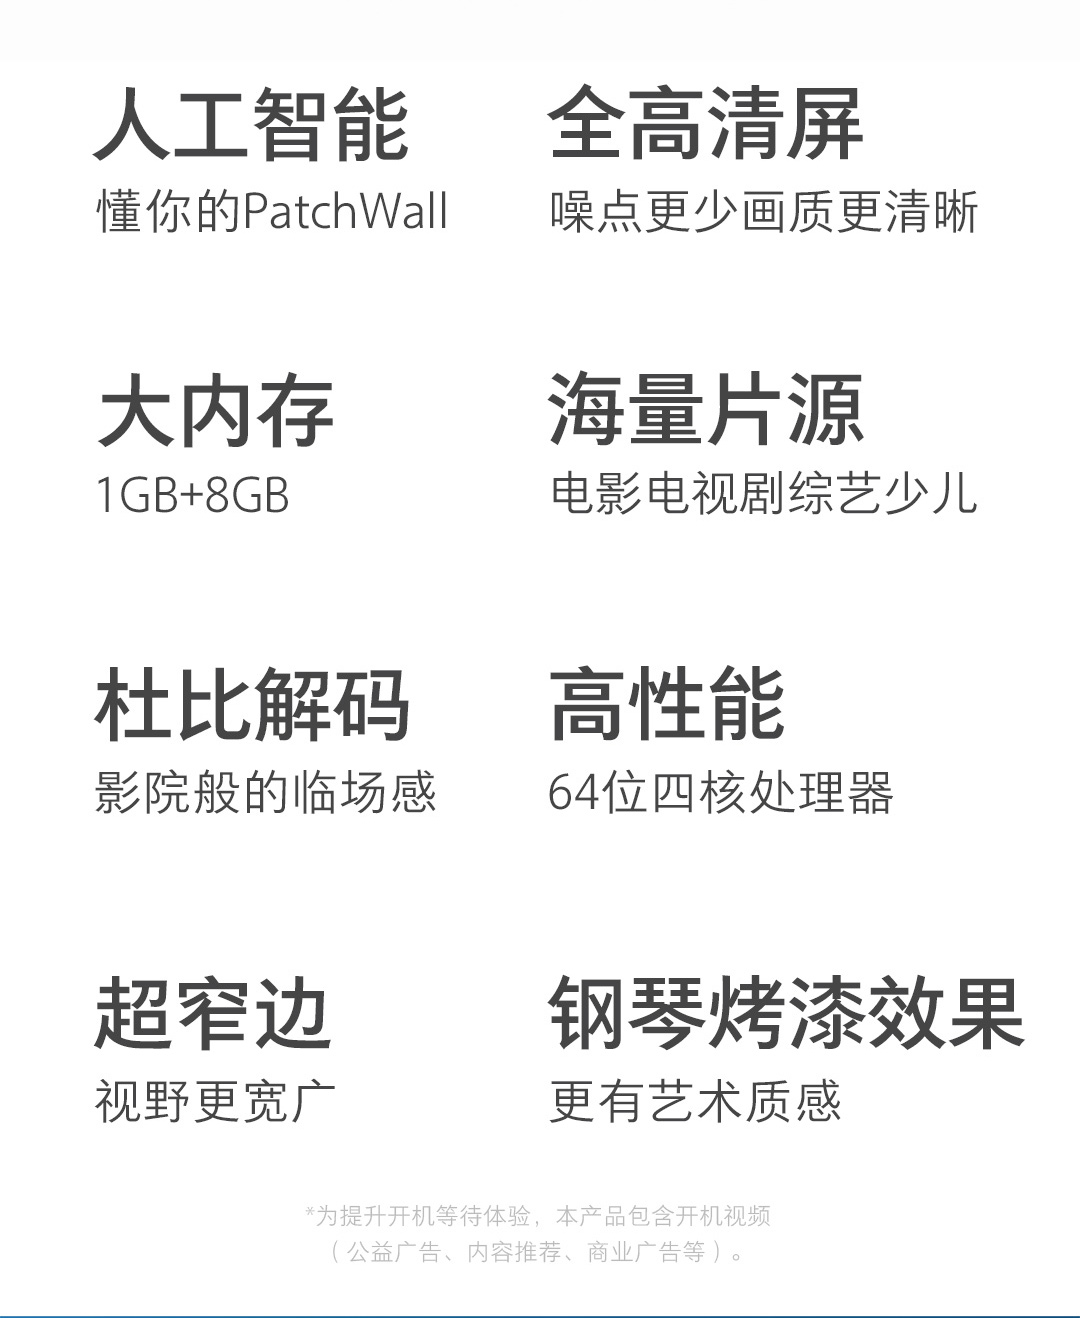 人工智能
懂你的PatchWall
全高清屏
噪点更少画质更清晰
大内存
1GB+8GB
海量片源
电影电视剧综艺少儿
杜比解码
影院般的临场感
高性能
64位四核处理器
超窄边
视野更宽广
钢琴烤漆效果
更有艺术质感
*为提升开机等待体验，本产品包含开机视频
（公益广告、内容推荐、商业广告等）。